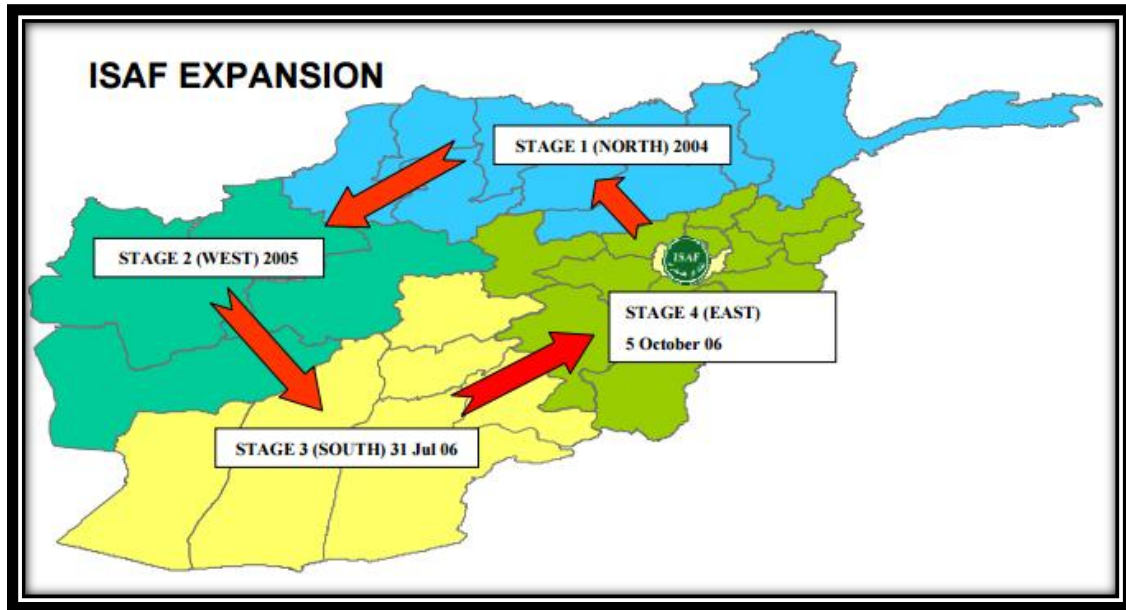 ISAF EXPANSION
STAGE 1 (NORTH) 2004
STAGE 2 (WEST) 2005
ISAF
STAGE 4 (EAST)
5 October 06
STAGE 3 (SOUTH) 31 Jul 06